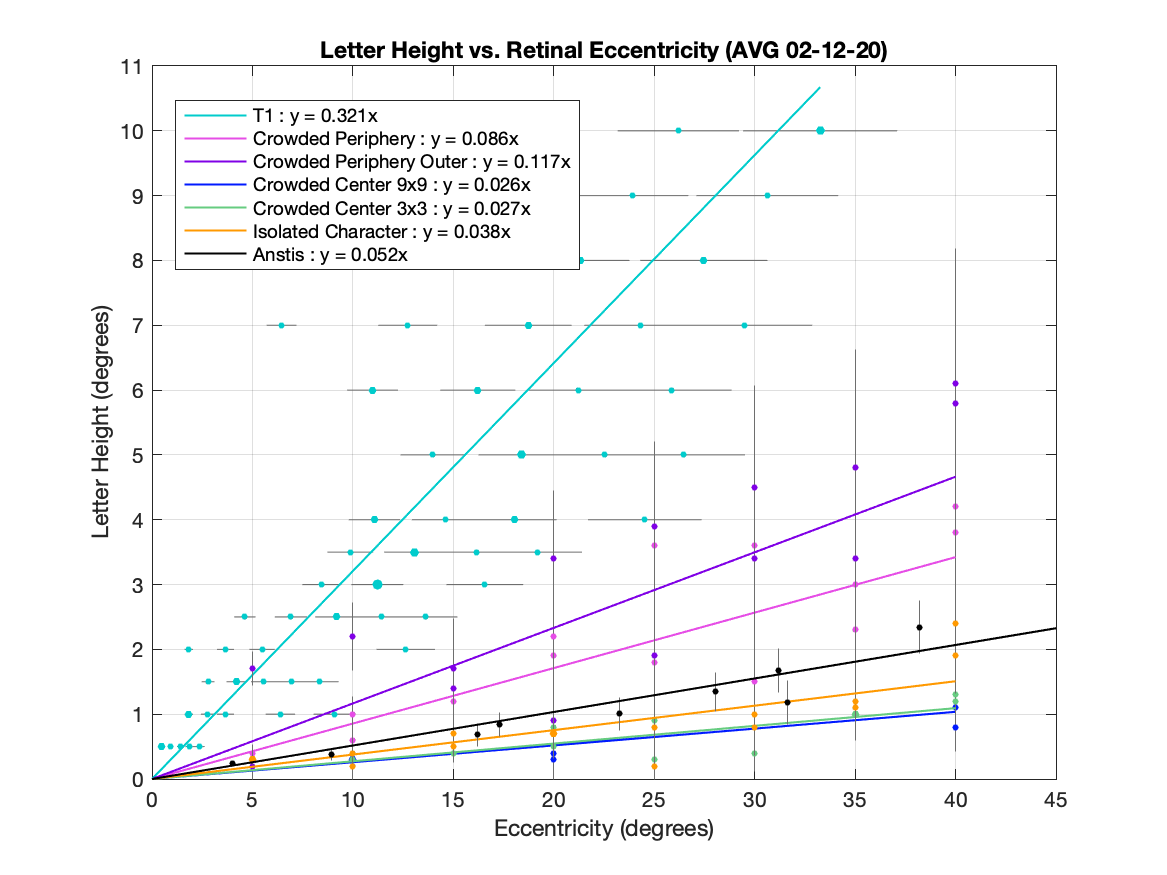 Letter Height vs. Retinal Eccentricity (AVG 02-12-20)
11
10
9
8
7
6
5
4
3
2
1
0
Letter Height (degrees)
T1 : y = 0.321x
Crowded Periphery : y = 0.086x
Crowded Periphery Outer : y = 0.117x
Crowded Center 9x9 : y = 0.026x
Crowded Center 3x3 : y = 0.027x
Isolated Character : y = 0.038x
Anstis : y = 0.052x
0 5 10 15 20 25 30 35 40 45
Eccentricity (degrees)